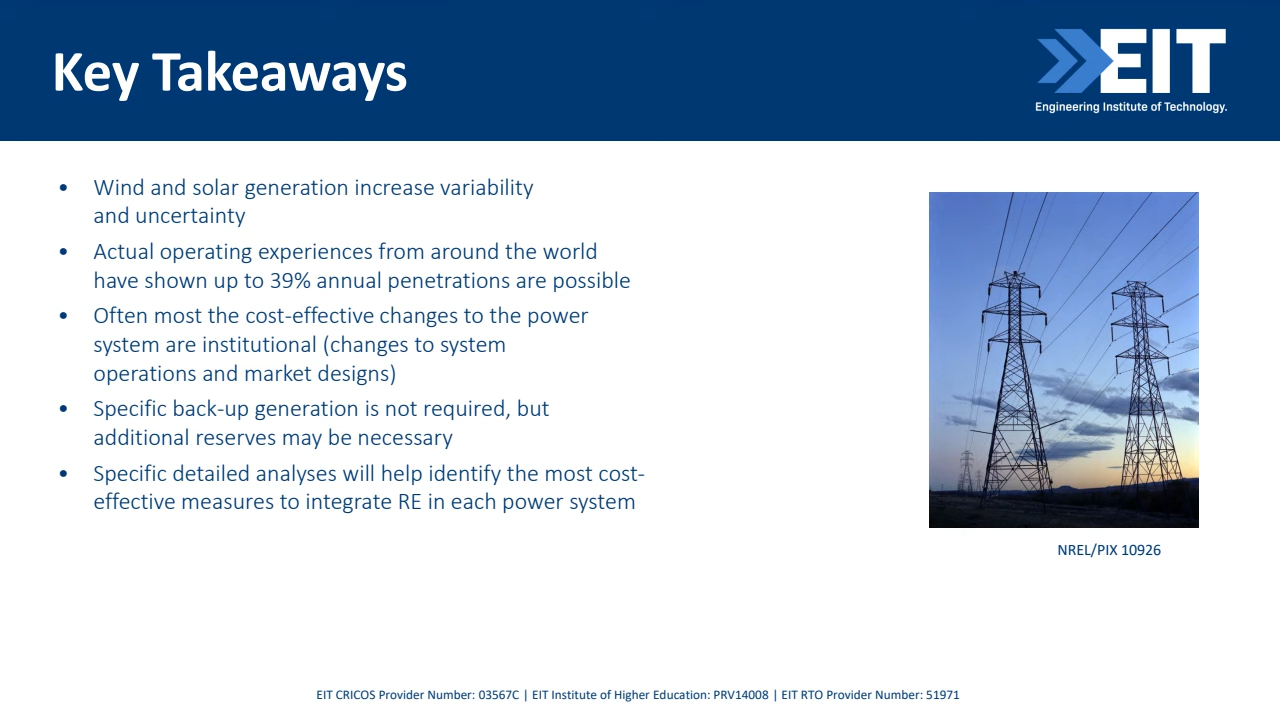 Key Takeaways
EIT
Engineering Institute of Technology.
• Wind and solar generation increase variability
and uncertainty
• Actual operating experiences from around the world
have shown up to 39% annual penetrations are possible
• Often most the cost-effective changes to the power
system are institutional (changes to system
operations and market designs)
• Specific back-up generation is not required, but
additional reserves may be necessary
• Specific detailed analyses will help identify the most cost-
effective measures to integrate RE in each power system
NREL/PIX 10926
EIT CRICOS Provider Number: 03567C | EIT Institute of Higher Education: PRV14008 | EIT RTO Provider Number: 51971